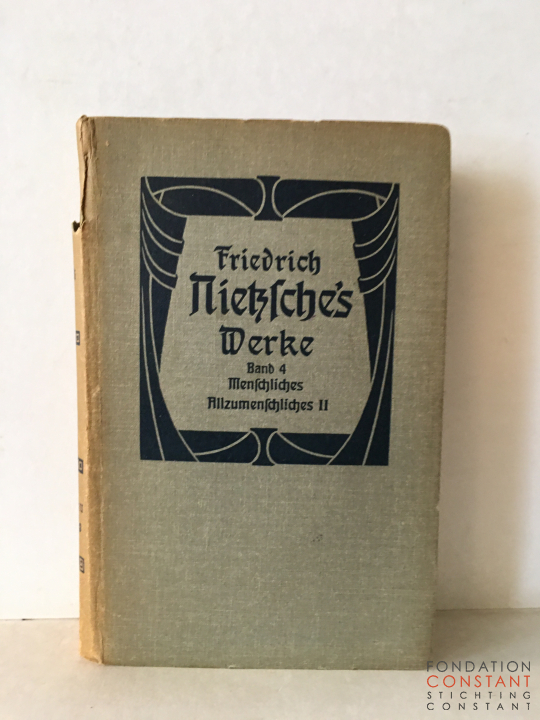 Friedrich
Nietzſche's
Werke
Band 4
Menſchliches
Allzumenſchliches II
FONDATION
CONSTANT
STICHTING
CONSTANT